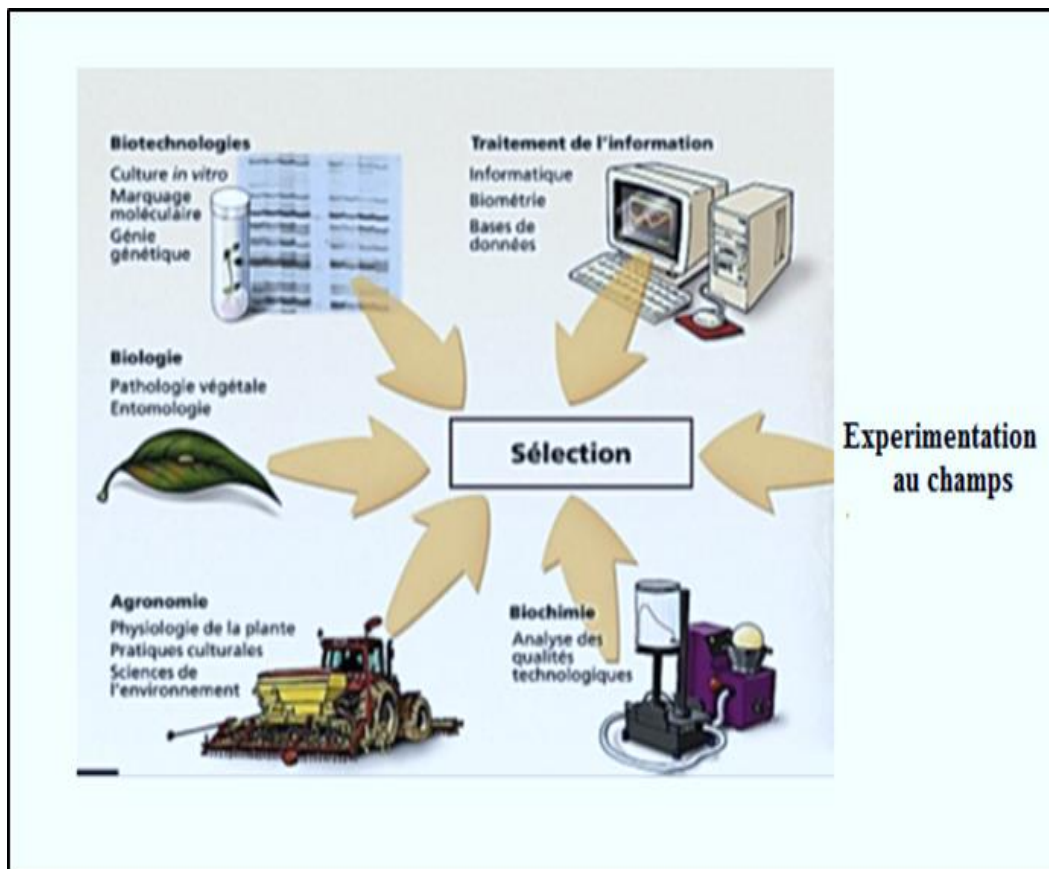 Biotechnologies
Culture in vitro
Marquage
moléculaire
Génie
génétique
Traitement de l'information
Informatique
Biométrie
Bases de
données
Biologie
Pathologie végétale
Entomologie
Sélection
Experimentation
au champs
Agronomie
Physiologie de la plante
Pratiques culturales
Sciences de
l'environnement
Biochimie
Analyse des
qualités
technologiques